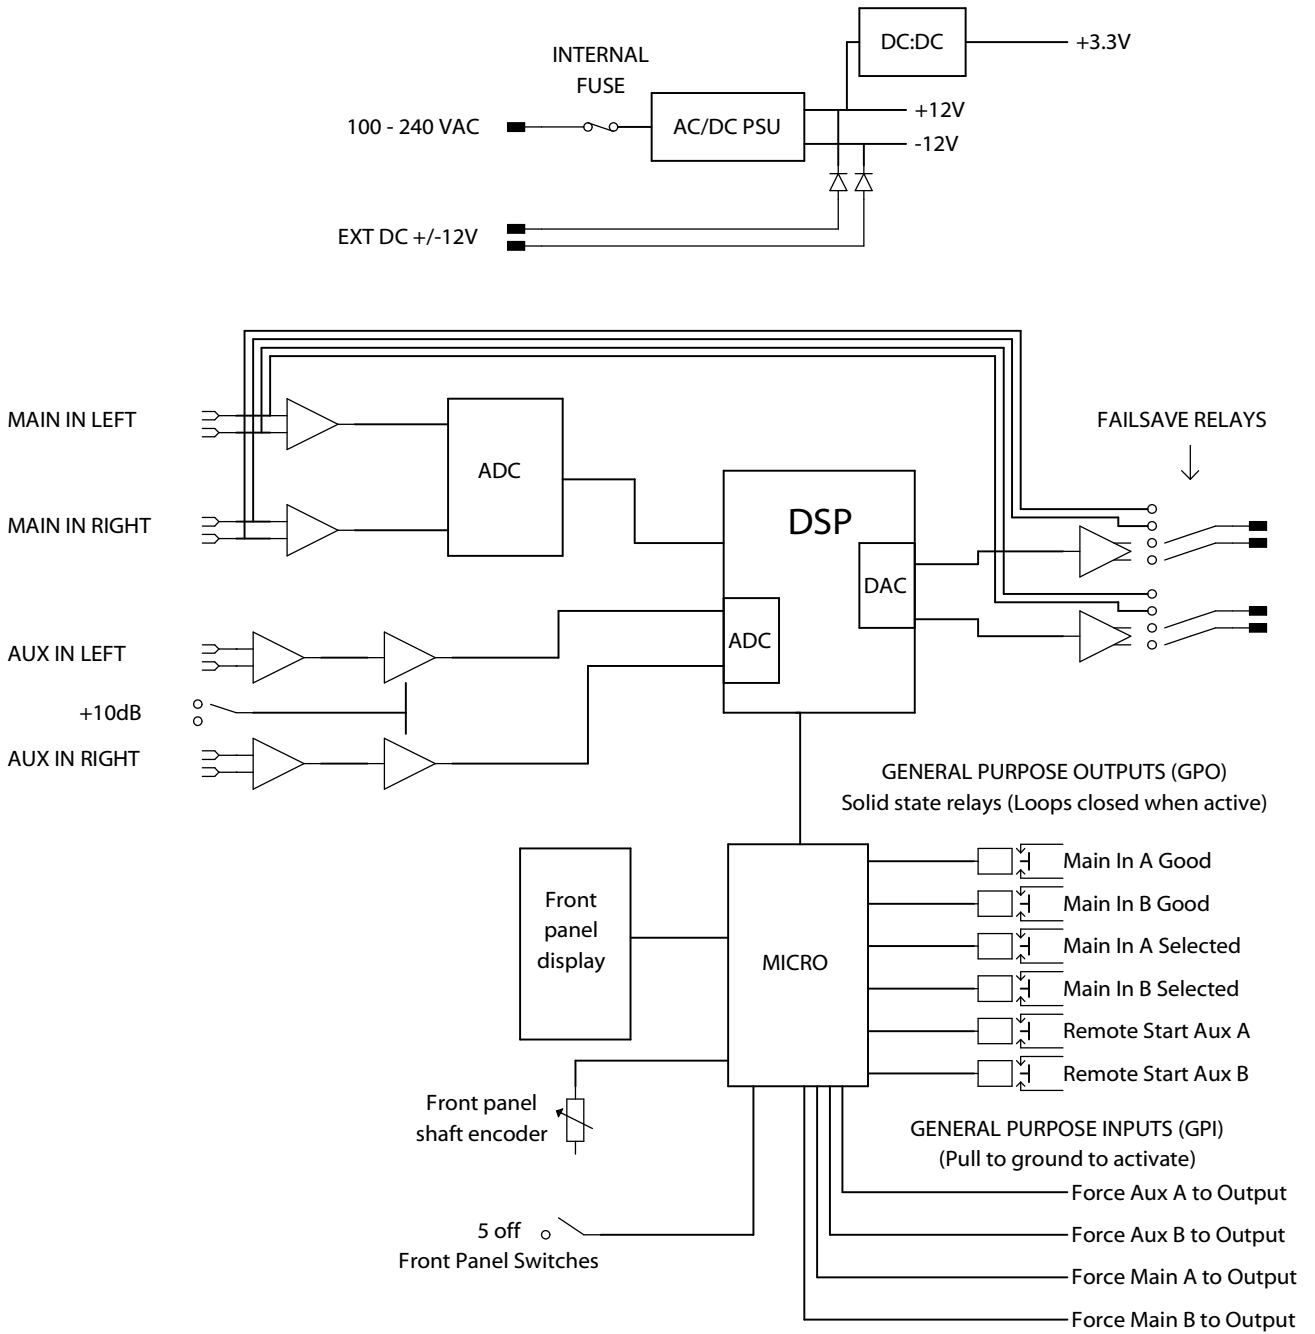 DC:DC
+3.3V
INTERNAL
FUSE
100 - 240 VAC
AC/DC PSU
+12V
-12V
EXT DC +/-12V
MAIN IN LEFT
ADC
FAILSAVE RELAYS
MAIN IN RIGHT
DSP
DAC
AUX IN LEFT
ADC
+10dB
AUX IN RIGHT
GENERAL PURPOSE OUTPUTS (GPO)
Solid state relays (Loops closed when active)
Main In A Good
Main In B Good
Main In A Selected
Main In B Selected
Remote Start Aux A
Remote Start Aux B
Front
panel
display
MICRO
Front panel
shaft encoder
GENERAL PURPOSE INPUTS (GPI)
(Pull to ground to activate)
Force Aux A to Output
5 off
Front Panel Switches
Force Aux B to Output
Force Main A to Output
Force Main B to Output